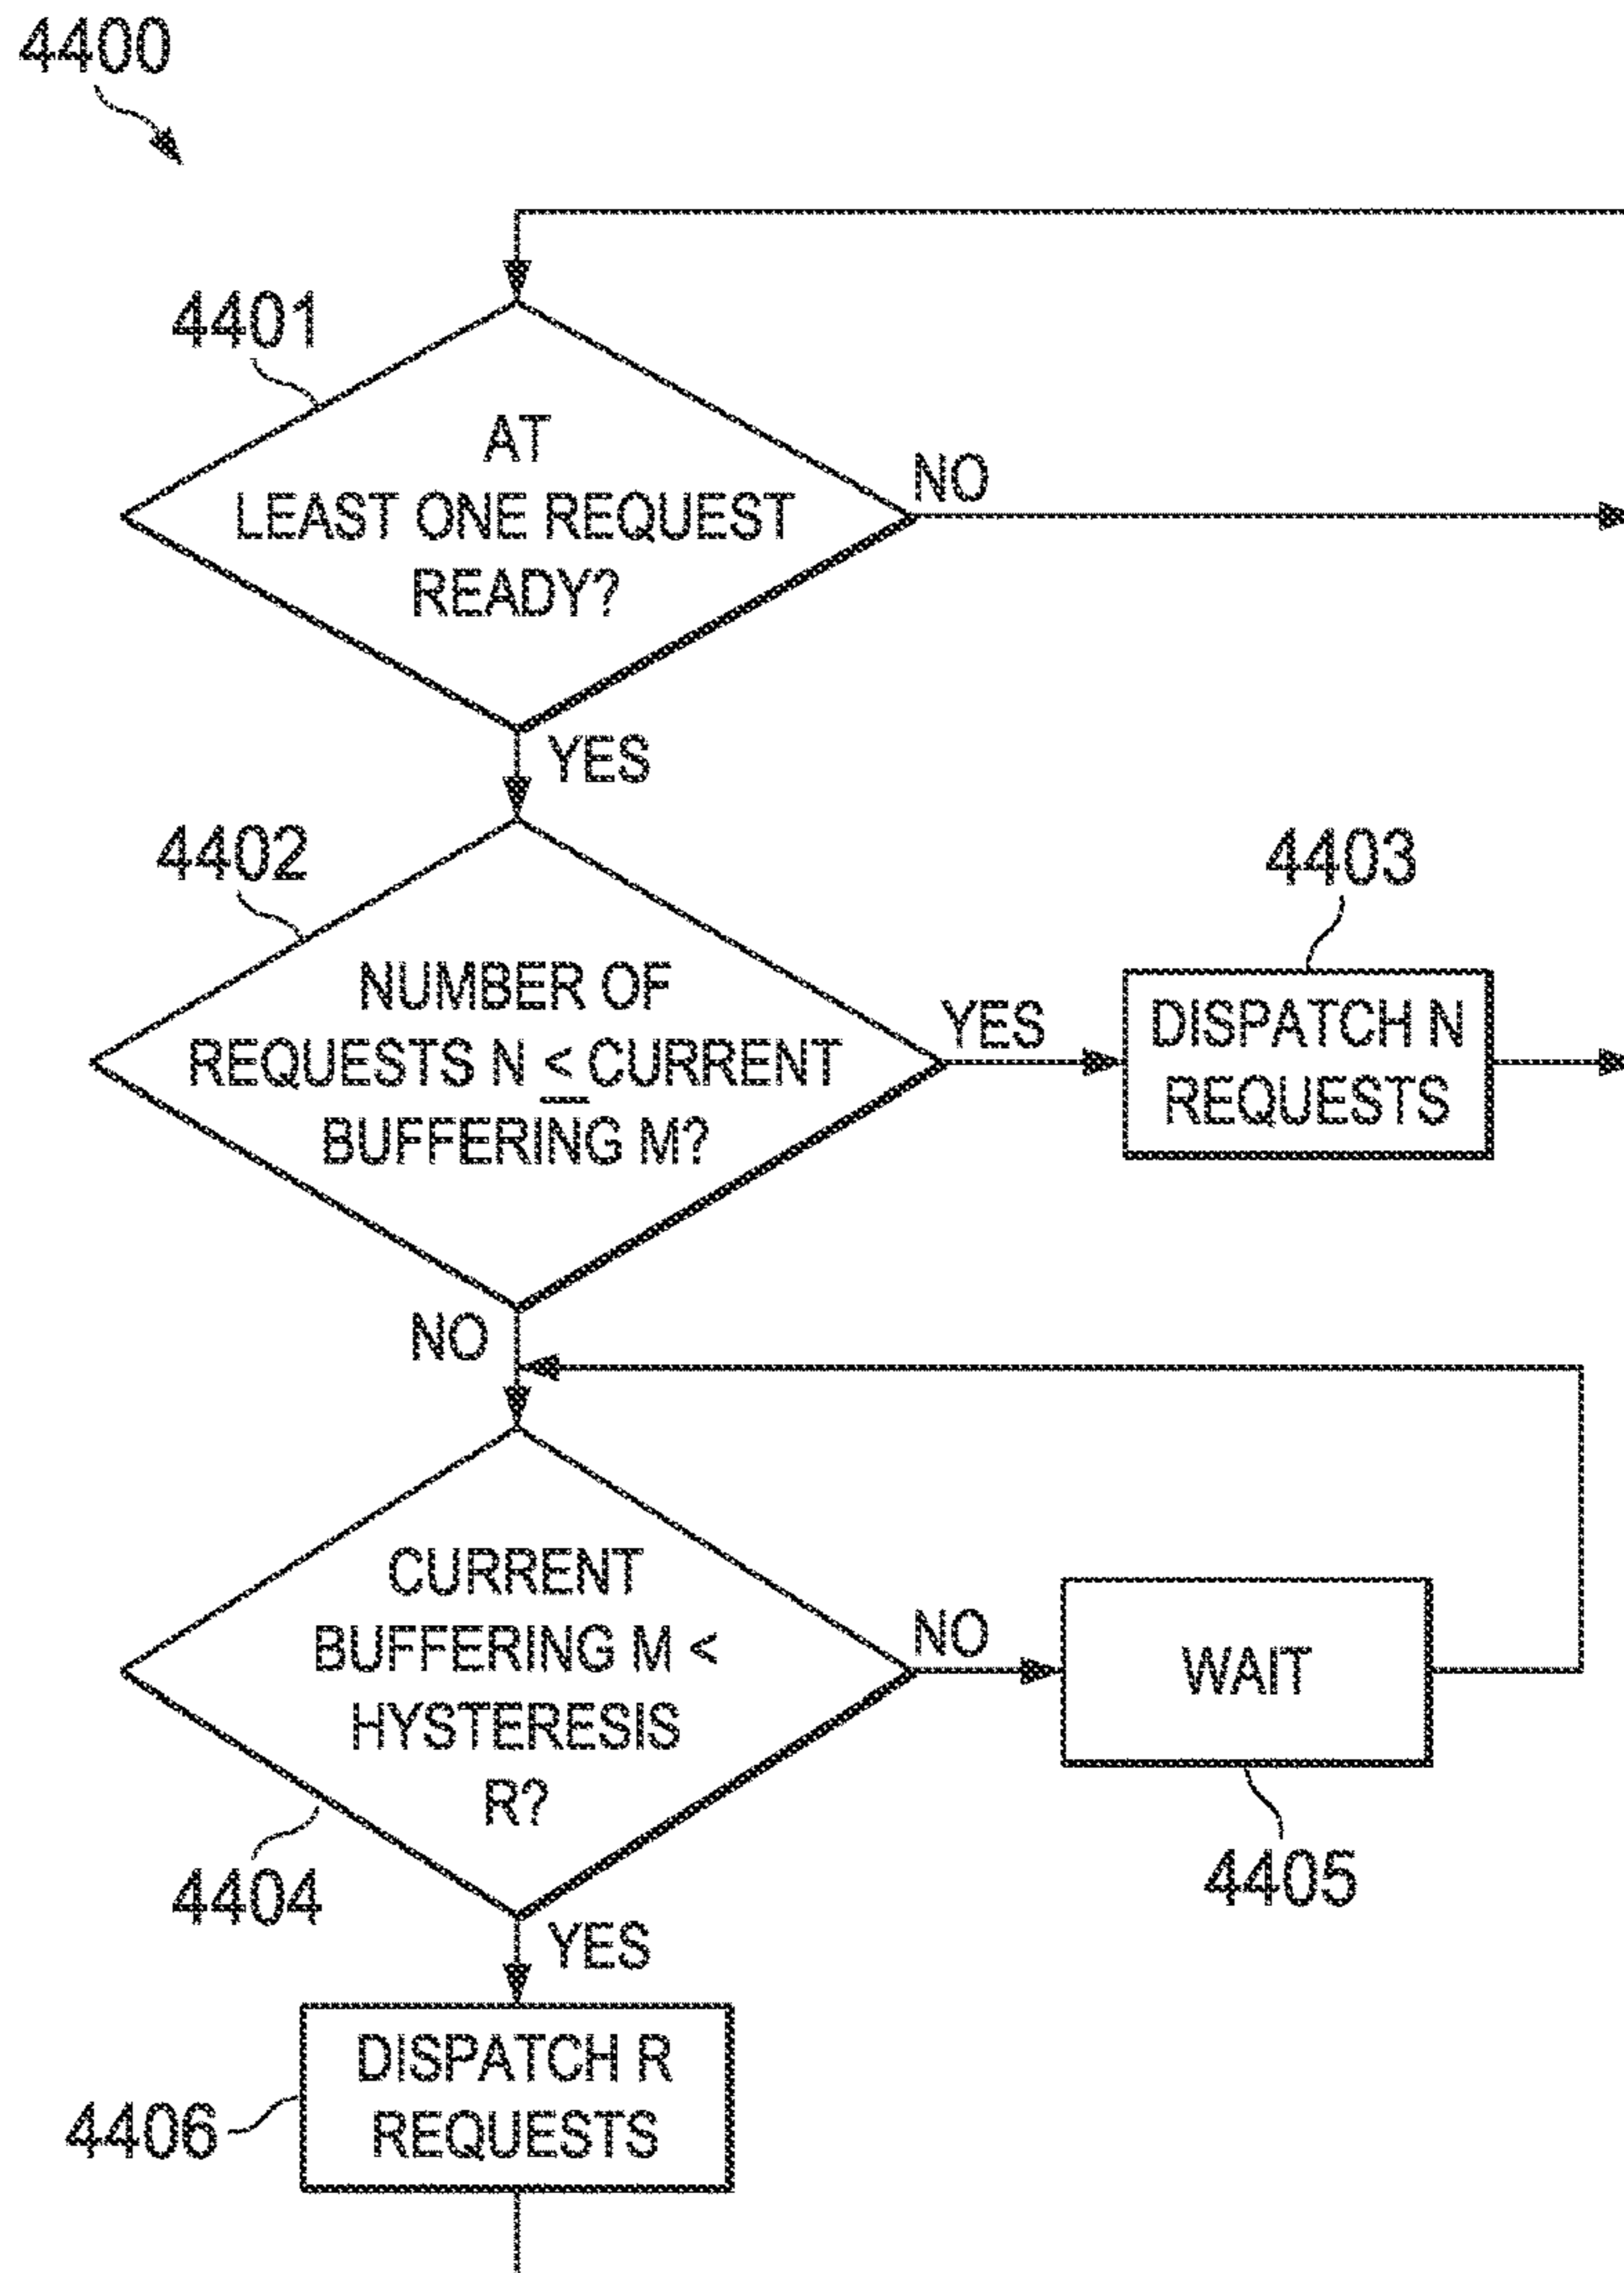 4400
4401
AT
LEAST ONE REQUEST
READY?
NO
YES
4402
NUMBER OF
REQUESTS N ≤ CURRENT
BUFFERING M?
YES
4403
DISPATCH N
REQUESTS
NO
CURRENT
BUFFERING M <
HYSTERESIS
R?
NO
WAIT
4404
4405
YES
DISPATCH R
REQUESTS
4406